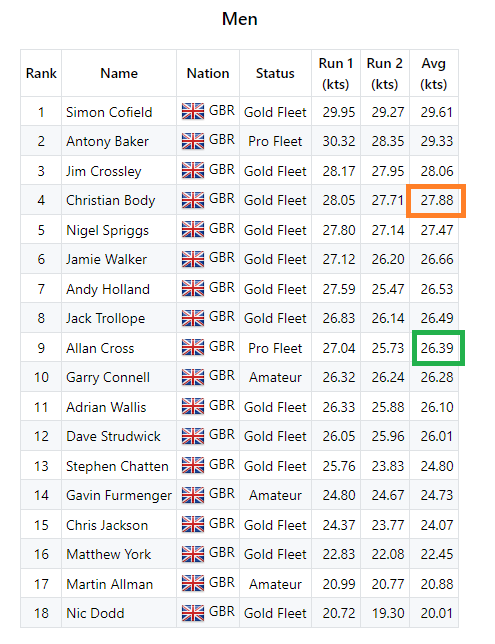 Men
Rank Name Nation Status Run 1 (kts) Run 2 (kts) Avg (kts)
1 Simon Cofield GBR Gold Fleet 29.95 29.27 29.61
2 Antony Baker GBR Pro Fleet 30.32 28.35 29.33
3 Jim Crossley GBR Gold Fleet 28.17 27.95 28.06
4 Christian Body GBR Gold Fleet 28.05 27.71 27.88
5 Nigel Spriggs GBR Gold Fleet 27.80 27.14 27.47
6 Jamie Walker GBR Gold Fleet 27.12 26.20 26.66
7 Andy Holland GBR Gold Fleet 27.59 25.47 26.53
8 Jack Trollope GBR Gold Fleet 26.83 26.14 26.49
9 Allan Cross GBR Pro Fleet 27.04 25.73 26.39
10 Garry Connell GBR Amateur 26.32 26.24 26.28
11 Adrian Wallis GBR Gold Fleet 26.33 25.88 26.10
12 Dave Strudwick GBR Gold Fleet 26.05 25.96 26.01
13 Stephen Chatten GBR Gold Fleet 25.76 23.83 24.80
14 Gavin Furmenger GBR Amateur 24.80 24.67 24.73
15 Chris Jackson GBR Gold Fleet 24.37 23.77 24.07
16 Matthew York GBR Gold Fleet 22.83 22.08 22.45
17 Martin Allman GBR Amateur 20.99 20.77 20.88
18 Nic Dodd GBR Gold Fleet 20.72 19.30 20.01